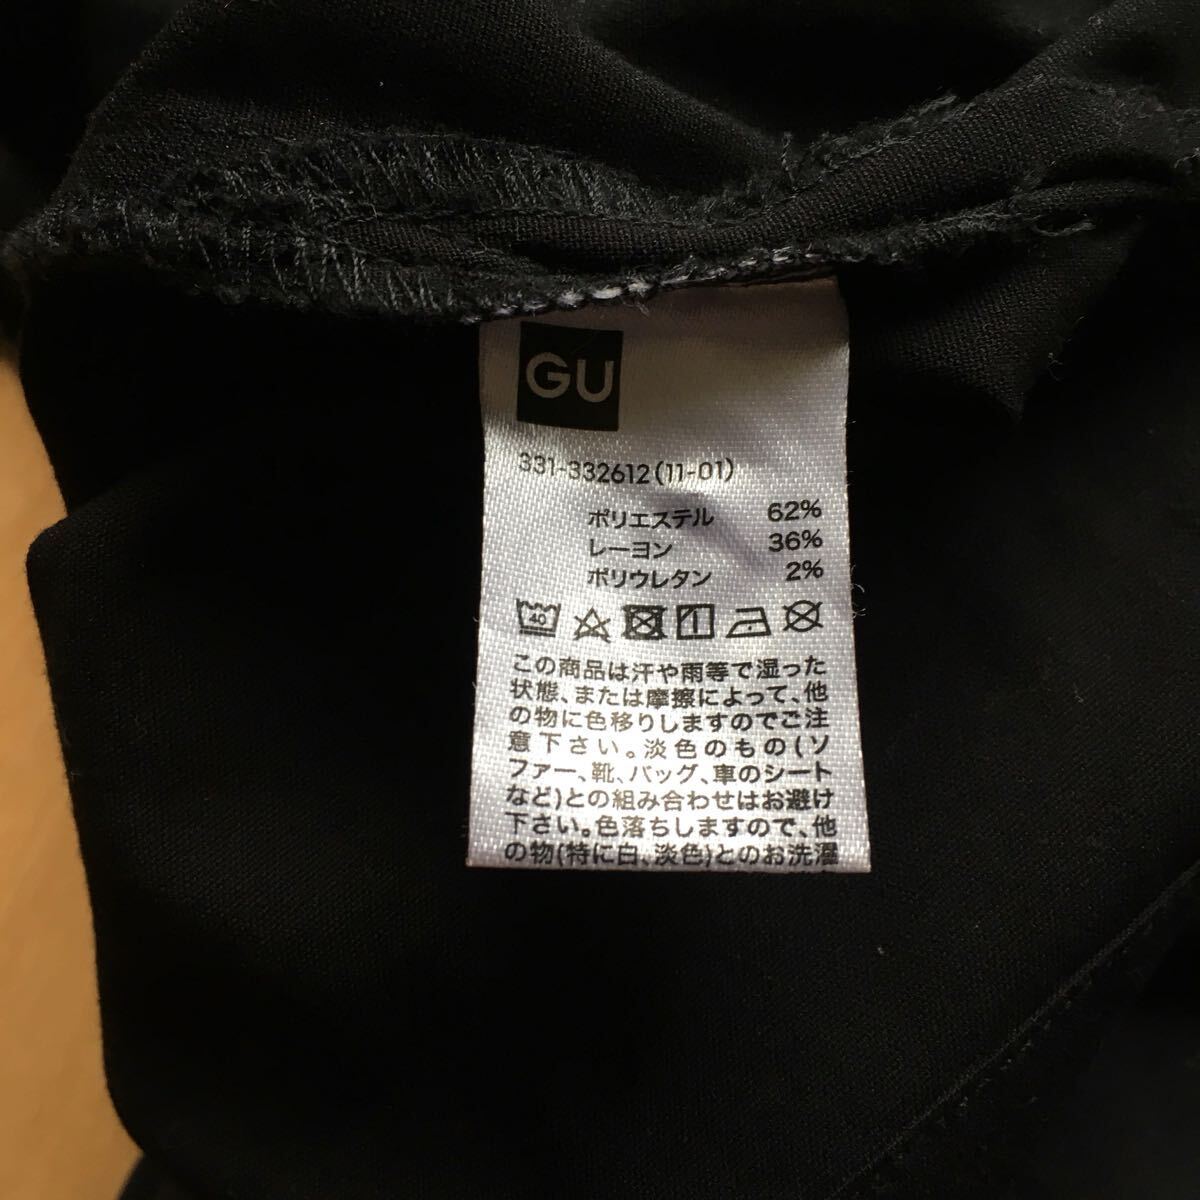 GU
331-332612(11-01)
ポリエステル 62%
レーヨン 36%
ポリウレタン 2%
40
この商品は汗や雨等で湿った
状態、または摩擦によって、他
の物に色移りしますのでご注
意下さい。淡色のもの(ソ
ファー、靴、バッグ、車のシート
など)との組み合わせはお避け
下さい。色落ちしますので、他
の物(特に白、淡色)とのお洗濯